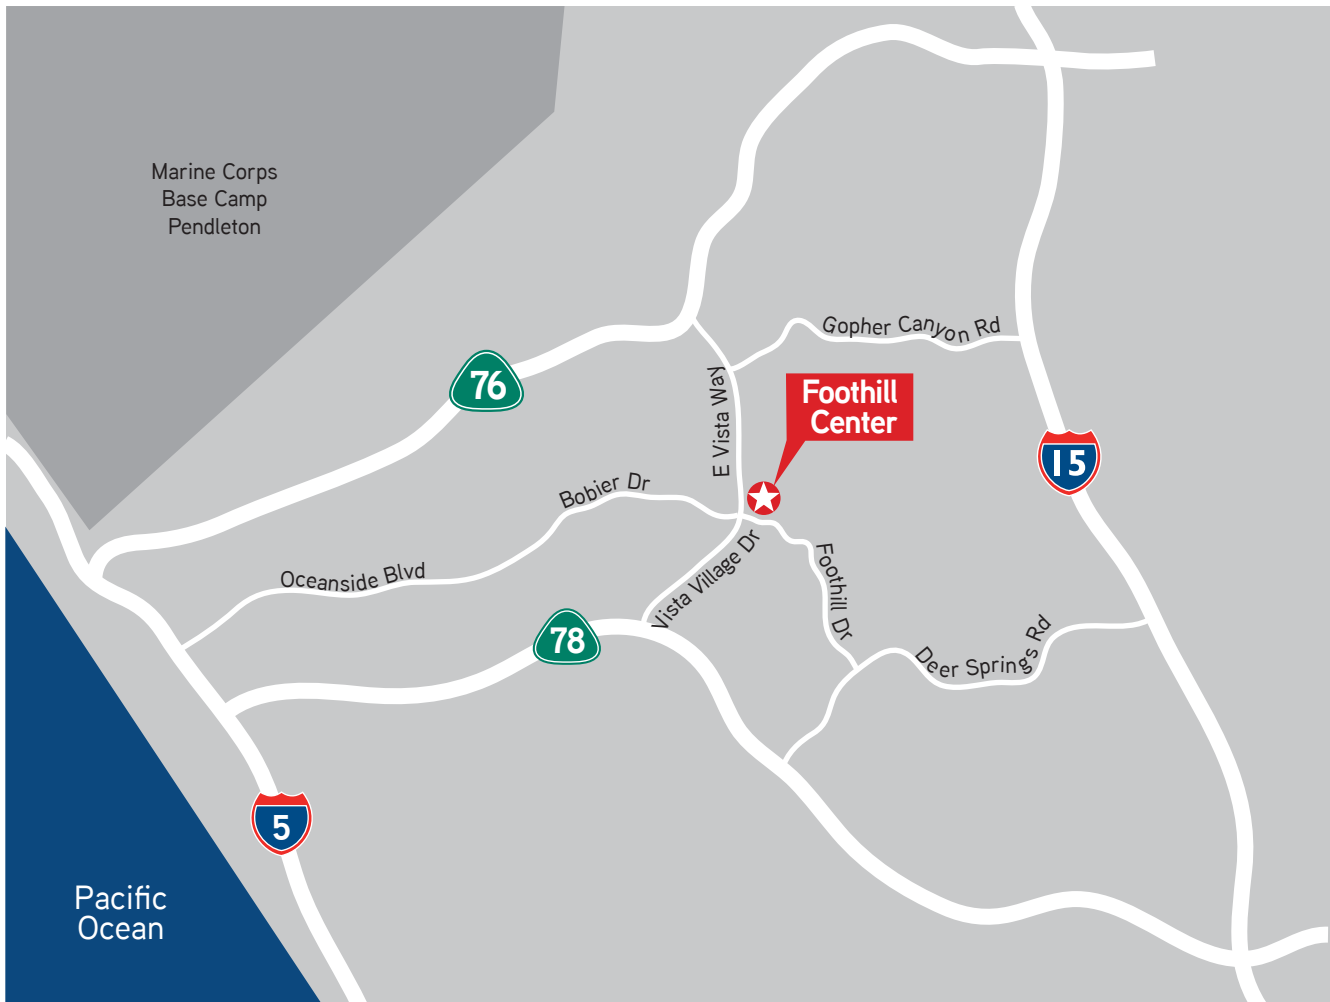 Marine Corps
Base Camp
Pendleton
Gopher Canyon Rd
76
E Vista Way
Foothill
Center
15
Bobier Dr
Oceanside Blvd
Vista Village Dr
Foothill Dr
78
Deer Springs Rd
5
Pacific
Ocean